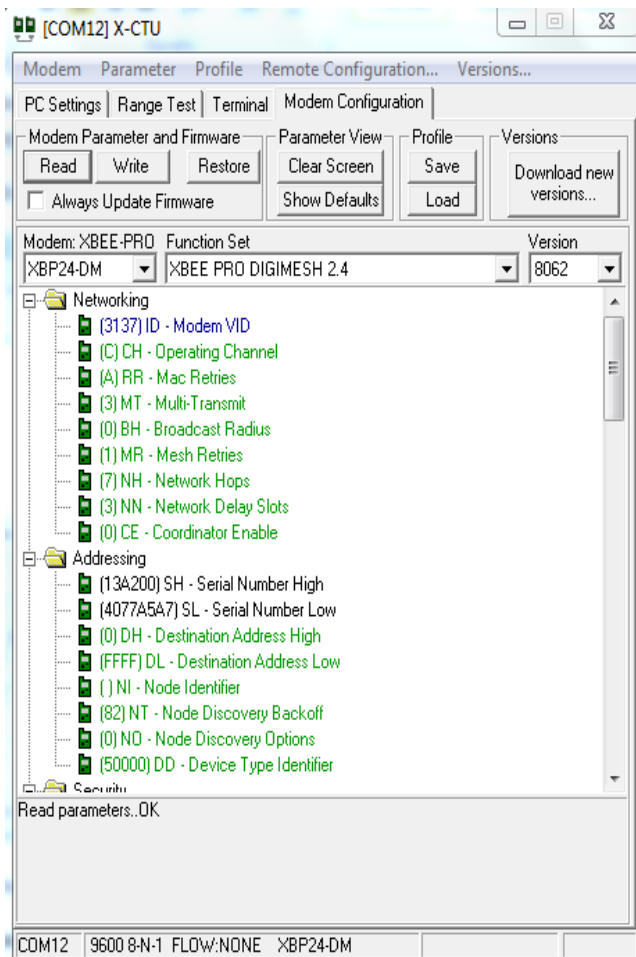 [COM12] X-CTU
Modem Parameter Profile Remote Configuration... Versions...
PC Settings Range Test Terminal Modem Configuration
Modem Parameter and Firmware Parameter View Profile Versions
Read Write Restore Clear Screen Save Download new versions...
Always Update Firmware Show Defaults Load
Modem: XBEE-PRO Function Set Version
XBP24-DM XBEE PRO DIGIMESH 2.4 8062
Networking
(3137) ID - Modem VID
(C) CH - Operating Channel
(A) RR - Mac Retries
(3) MT - Multi-Transmit
(0) BH - Broadcast Radius
(1) MR - Mesh Retries
(7) NH - Network Hops
(3) NN - Network Delay Slots
(0) CE - Coordinator Enable
Addressing
(13A200) SH - Serial Number High
(4077A5A7) SL - Serial Number Low
(0) DH - Destination Address High
(FFFF) DL - Destination Address Low
( ) NI - Node Identifier
(82) NT - Node Discovery Backoff
(0) NO - Node Discovery Options
(50000) DD - Device Type Identifier
Security
Read parameters..OK
COM12 9600 8-N-1 FLOW:NONE XBP24-DM